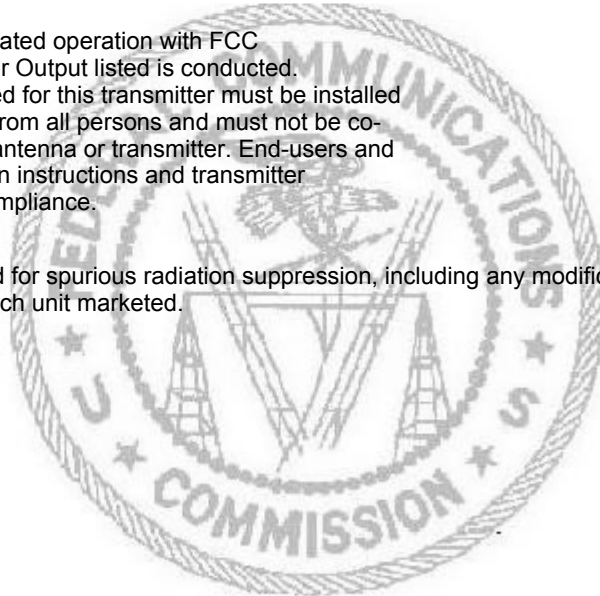 ated operation with FCC
r Output listed is conducted.
ed for this transmitter must be installed
from all persons and must not be co-
antenna or transmitter. End-users and
n instructions and transmitter
mpliance.
d for spurious radiation suppression, including any modific
ch unit marketed.
FEDERAL COMMUNICATIONS
COMMISSION
U S